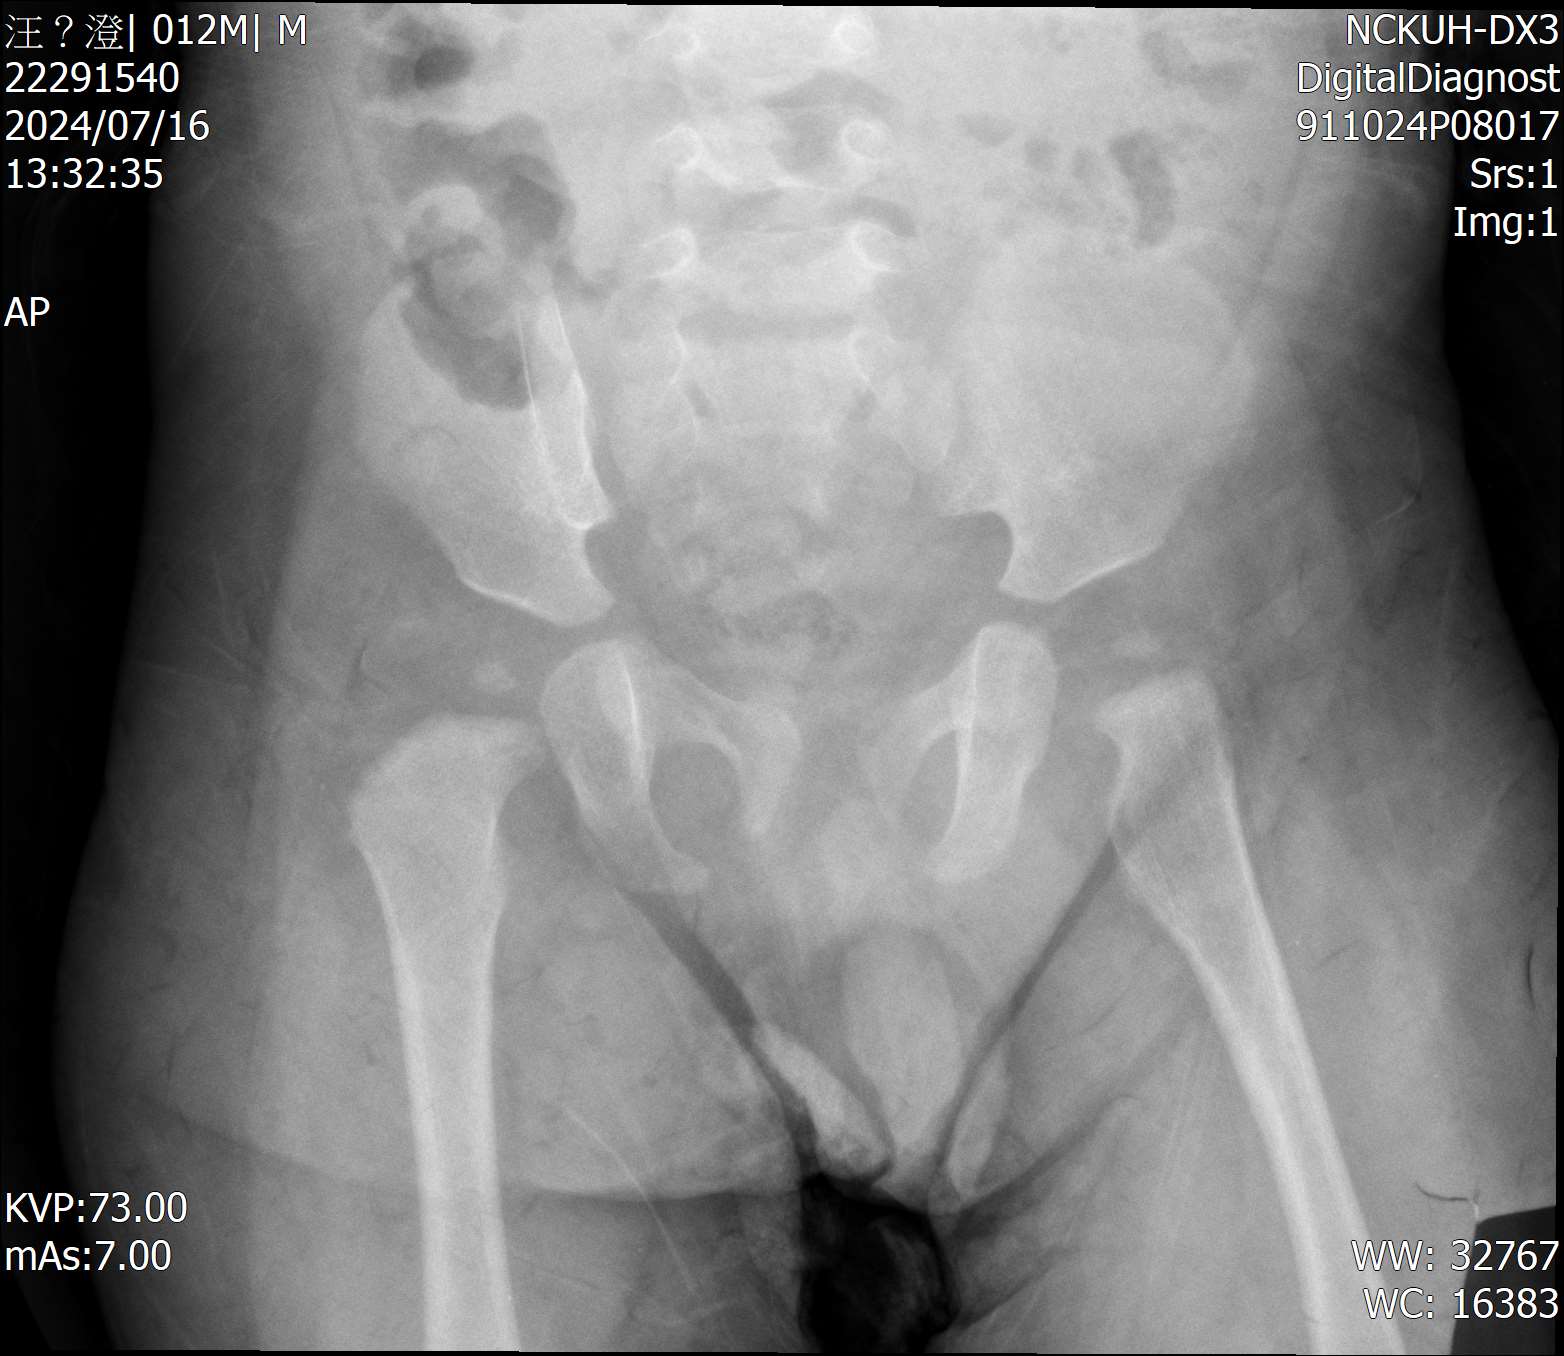 汪？澄| 012M| M
22291540
2024/07/16
13:32:35
AP
NCKUH-DX3
DigitalDiagnost
911024P08017
Srs:1
Img:1
KVP:73.00
mAs:7.00
WW: 32767
WC: 16383